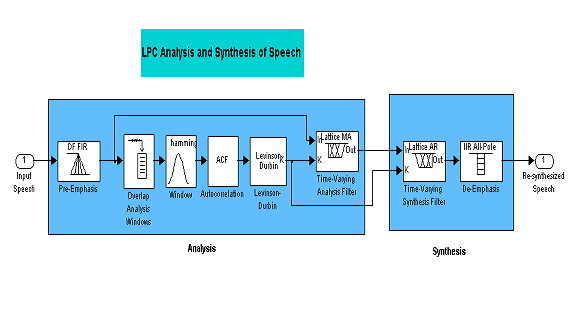 LPC Analysis and Synthesis of Speech
1
Input
Speech
DF FIR
Pre-Emphasis
Overlap
Analysis
Windows
hamming
Window
ACF
Autocorrelation
Levinson-
Durbin
K
Levinson-
Durbin
Lattice MA
In
Out
K
Time-Varying
Analysis Filter
Analysis
Lattice AR
In
Out
K
Time-Varying
Synthesis Filter
IIR All-Pole
De-Emphasis
Synthesis
1
Re-synthesized
Speech